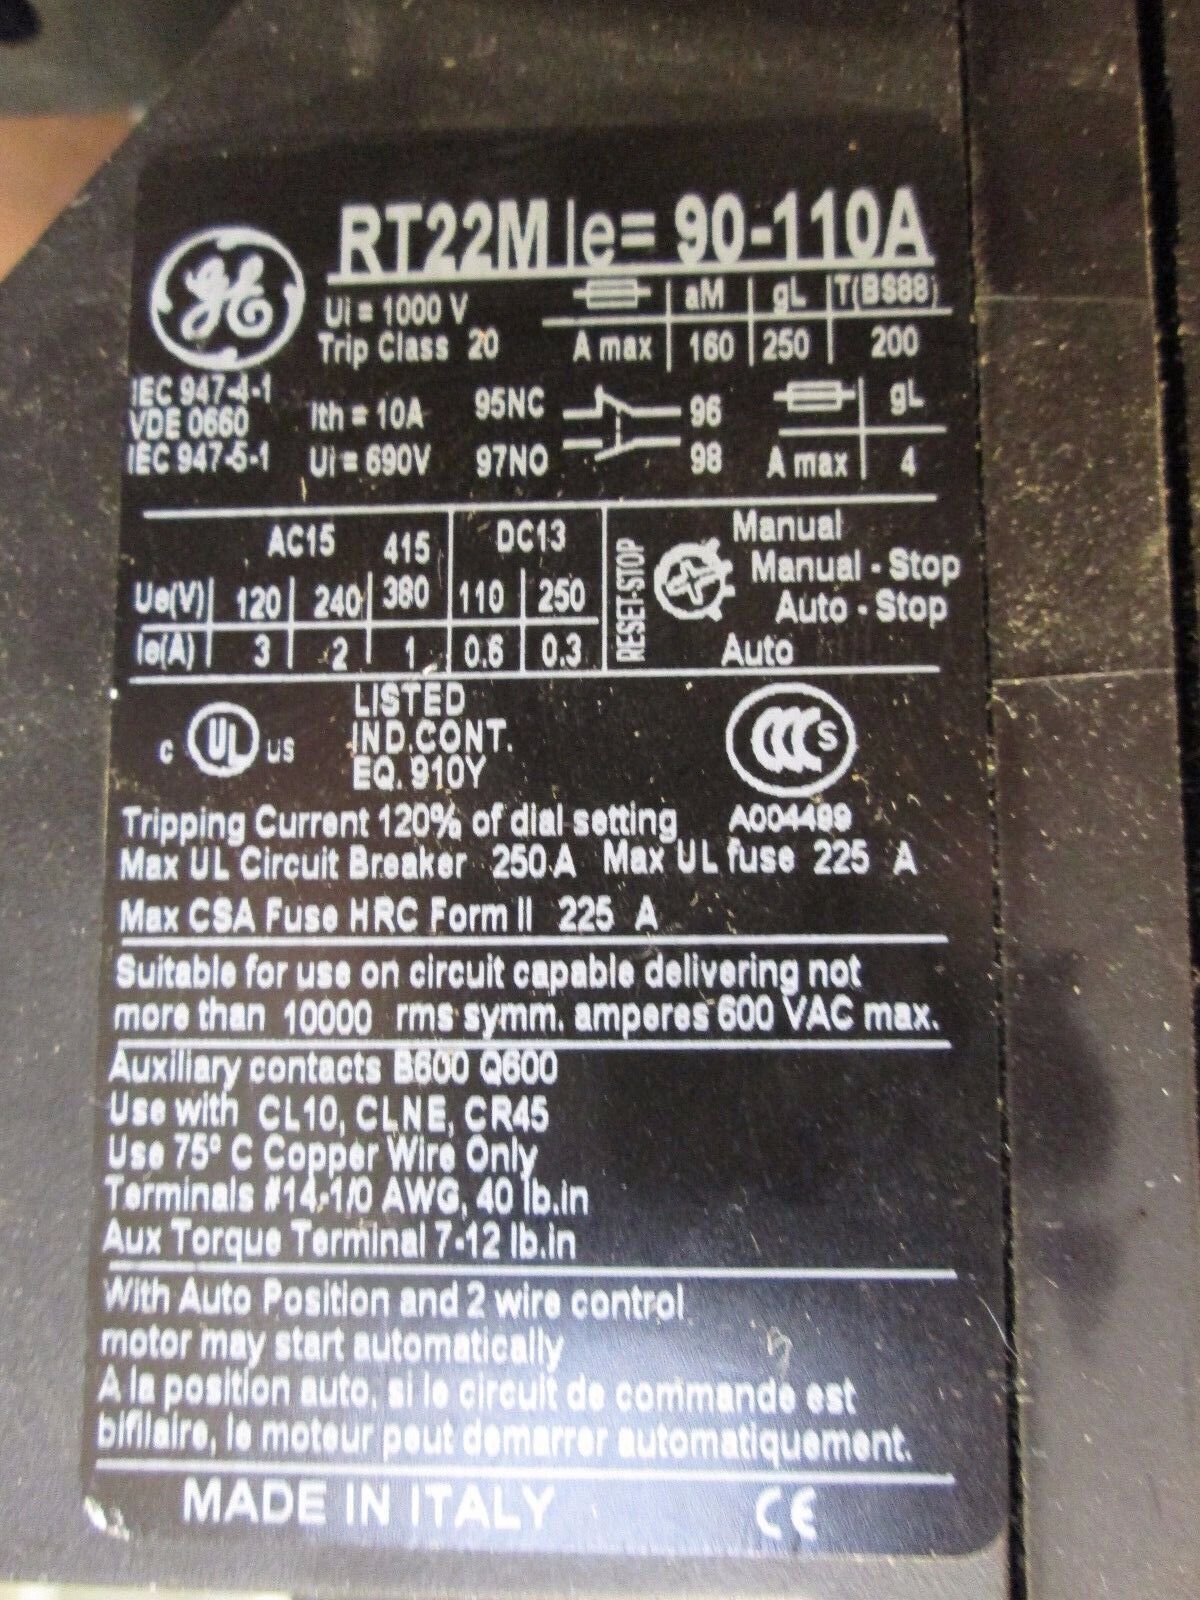 GE RT22M Ie= 90-110A
Ui = 1000 V aM gL T(BS88)
Trip Class 20 A max 160 250 200
IEC 947-4-1
VDE 0660 Ith = 10A 95NC 96 gL
IEC 947-5-1 Ui = 690V 97NO 98 A max 4
AC15 415 DC13 Manual
Ue(V) 120 240 380 110 250 RESET-STOP Manual - Stop
Auto - Stop
Ie(A) 3 2 1 0.6 0.3 Auto
LISTED
c UL US IND.CONT. CCC S
EQ. 910Y
Tripping Current 120% of dial setting A004499
Max UL Circuit Breaker 250 A Max UL fuse 225 A
Max CSA Fuse HRC Form II 225 A
Suitable for use on circuit capable delivering not
more than 10000 rms symm. amperes 600 VAC max.
Auxiliary contacts B600 Q600
Use with CL10, CLNE, CR45
Use 75° C Copper Wire Only
Terminals #14-1/0 AWG, 40 lb.in
Aux Torque Terminal 7-12 lb.in
With Auto Position and 2 wire control
motor may start automatically
A la position auto, si le circuit de commande est
bifilaire, le moteur peut demarrer automatiquement.
MADE IN ITALY CE